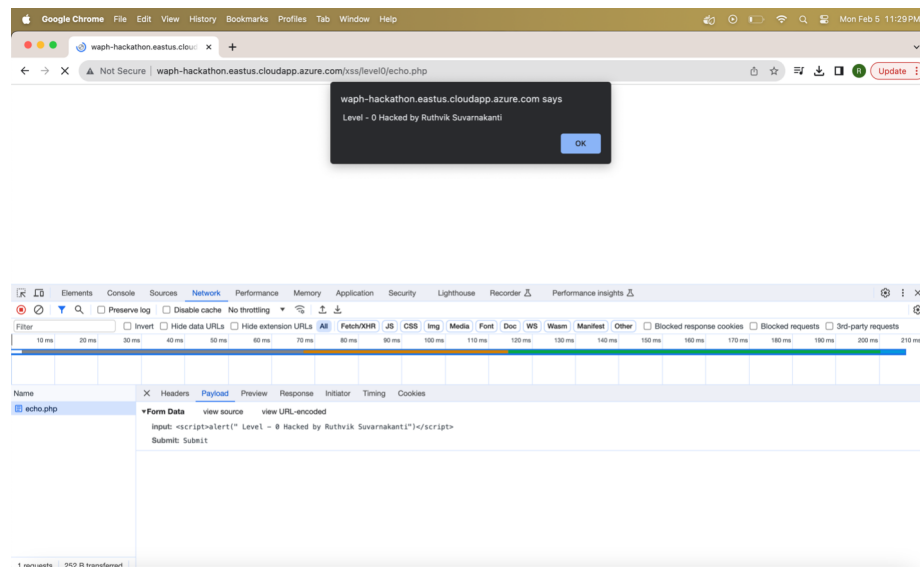 Google Chrome File Edit View History Bookmarks Profiles Tab Window Help Mon Feb 5 11:29 PM
waph-hackathon.eastus.cloud
Not Secure waph-hackathon.eastus.cloudapp.azure.com/xss/level0/echo.php R Update
waph-hackathon.eastus.cloudapp.azure.com says
Level - 0 Hacked by Ruthvik Suvarnakanti
OK
Elements Console Sources Network Performance Memory Application Security Lighthouse Recorder Performance insights
Preserve log Disable cache No throttling
Filter Invert Hide data URLs Hide extension URLs All Fetch/XHR JS CSS Img Media Font Doc WS Wasm Manifest Other Blocked response cookies Blocked requests 3rd-party requests
10 ms 20 ms 30 ms 40 ms 50 ms 60 ms 70 ms 80 ms 90 ms 100 ms 110 ms 120 ms 130 ms 140 ms 150 ms 160 ms 170 ms 180 ms 190 ms 200 ms 210 ms
Name Headers Payload Preview Response Initiator Timing Cookies
echo.php
▾Form Data view source view URL-encoded
input: <script>alert(" Level - 0 Hacked by Ruthvik Suvarnakanti")</script>
Submit: Submit
1 requests 252 B transferred